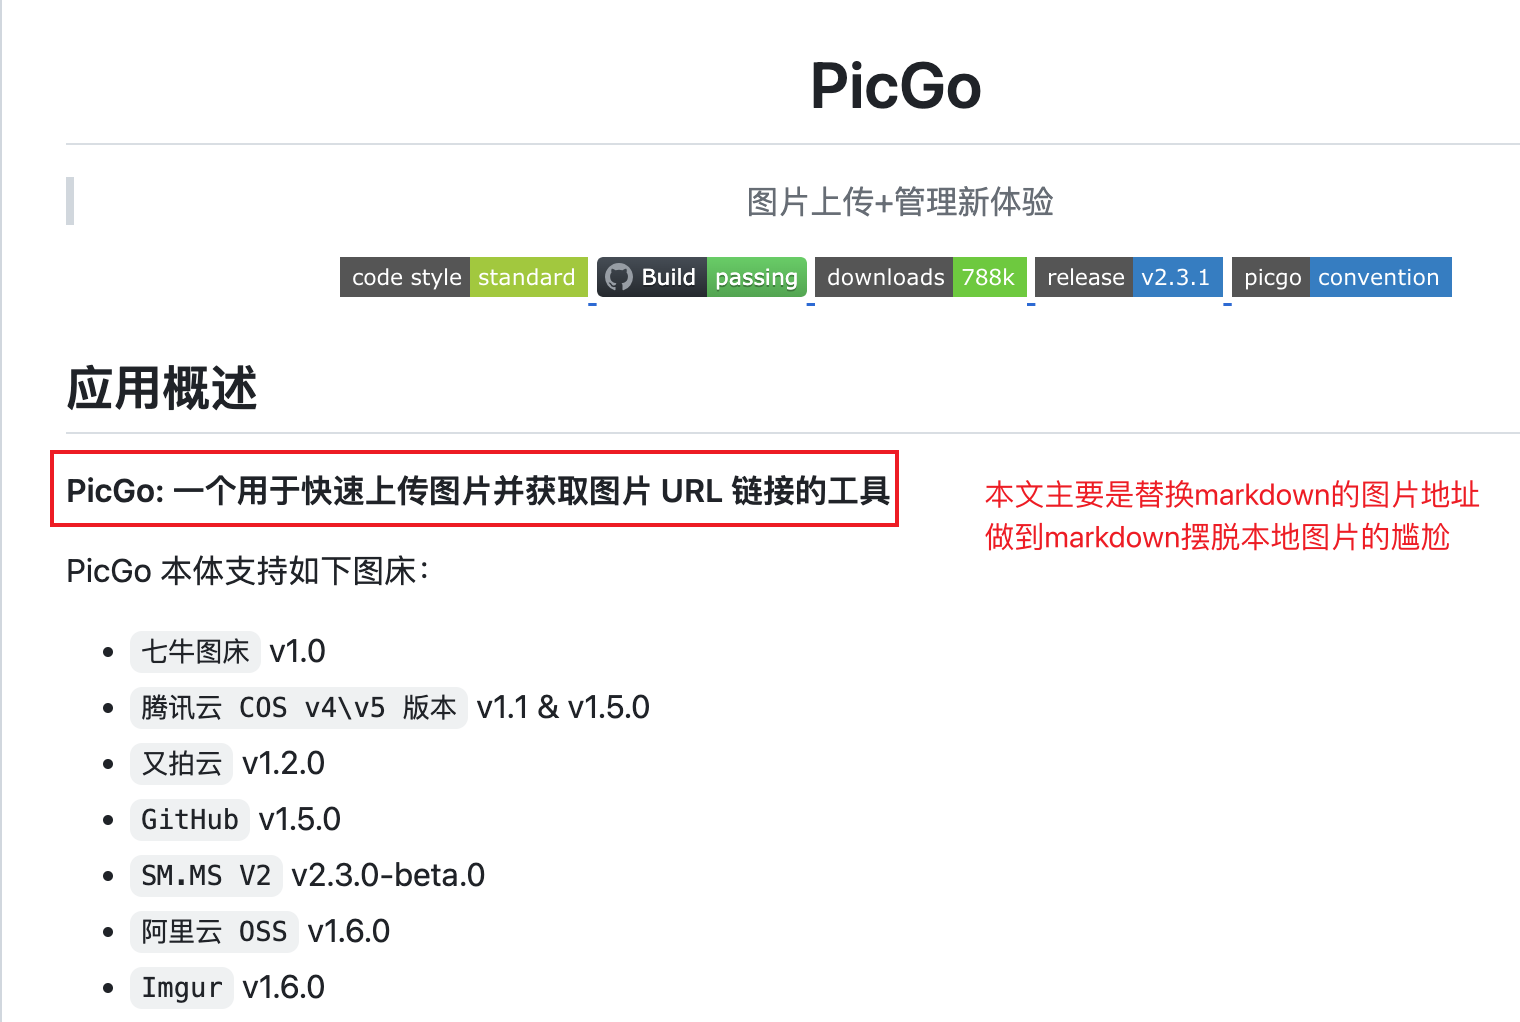 PicGo
图片上传+管理新体验
code style standard Build passing downloads 788k release v2.3.1 picgo convention
应用概述
PicGo: 一个用于快速上传图片并获取图片 URL 链接的工具
本文主要是替换markdown的图片地址
做到markdown摆脱本地图片的尴尬
PicGo 本体支持如下图床：
七牛图床 v1.0
腾讯云 COS v4\v5 版本 v1.1 & v1.5.0
又拍云 v1.2.0
GitHub v1.5.0
SM.MS V2 v2.3.0-beta.0
阿里云 OSS v1.6.0
Imgur v1.6.0